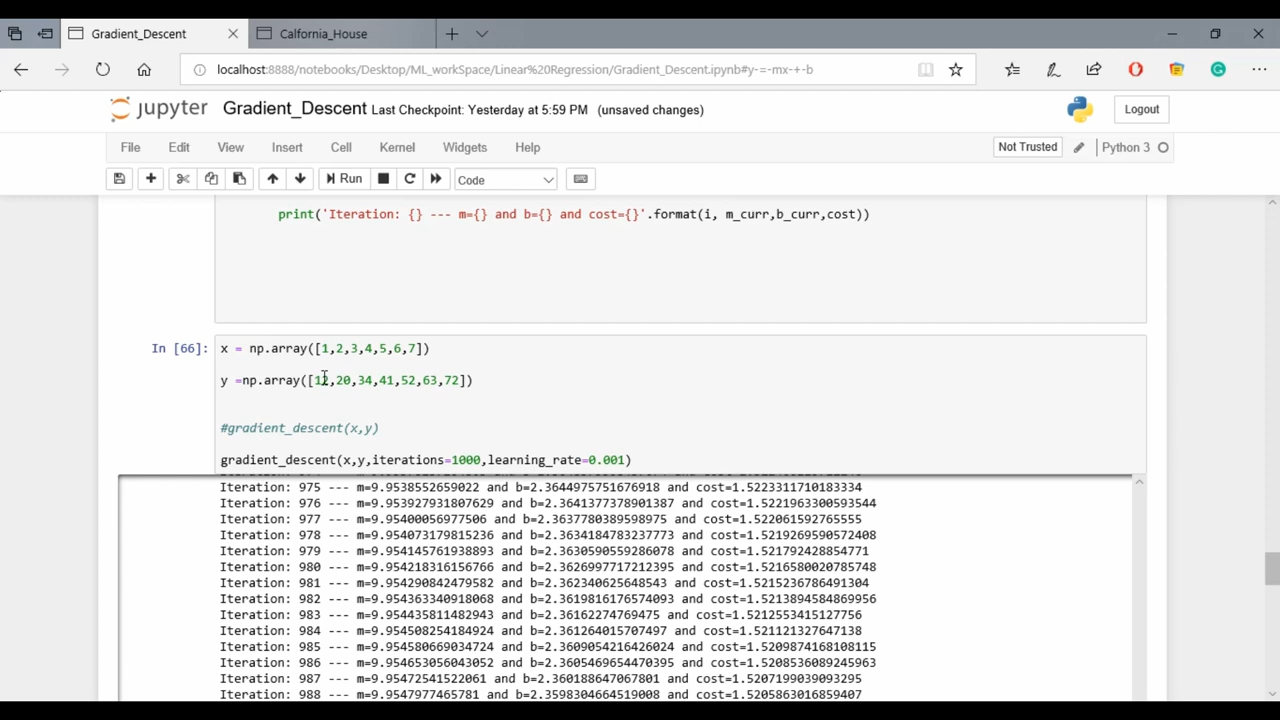 Gradient_Descent
Calfornia_House
localhost:8888/notebooks/Desktop/ML_workSpace/Linear%20Regression/Gradient_Descent.ipynb#y-=-mx-+-b
jupyter Gradient_Descent Last Checkpoint: Yesterday at 5:59 PM (unsaved changes) Logout
File Edit View Insert Cell Kernel Widgets Help Not Trusted Python 3
Run Code
print('Iteration: {} --- m={} and b={} and cost={}'.format(i, m_curr,b_curr,cost))
In [66]: x = np.array([1,2,3,4,5,6,7])
y =np.array([12,20,34,41,52,63,72])
#gradient_descent(x,y)
gradient_descent(x,y,iterations=1000,learning_rate=0.001)
Iteration: 975 --- m=9.9538552659022 and b=2.3644975751676918 and cost=1.5223311710183334
Iteration: 976 --- m=9.953927931807629 and b=2.3641377378901387 and cost=1.5221963300593544
Iteration: 977 --- m=9.95400056977506 and b=2.3637780389598975 and cost=1.522061592765555
Iteration: 978 --- m=9.954073179815236 and b=2.3634184783237773 and cost=1.5219269590572408
Iteration: 979 --- m=9.954145761938893 and b=2.3630590559286078 and cost=1.521792428854771
Iteration: 980 --- m=9.954218316156766 and b=2.3626997717212395 and cost=1.5216580020785748
Iteration: 981 --- m=9.954290842479582 and b=2.362340625648543 and cost=1.5215236786491304
Iteration: 982 --- m=9.954363340918068 and b=2.3619816176574093 and cost=1.5213894584869956
Iteration: 983 --- m=9.954435811482943 and b=2.36162274769475 and cost=1.5212553415127756
Iteration: 984 --- m=9.954508254184924 and b=2.361264015707497 and cost=1.521121327647138
Iteration: 985 --- m=9.954580669034724 and b=2.3609054216426024 and cost=1.5209874168108115
Iteration: 986 --- m=9.954653056043052 and b=2.3605469654470395 and cost=1.5208536089245963
Iteration: 987 --- m=9.95472541522061 and b=2.360188647067801 and cost=1.5207199039093295
Iteration: 988 --- m=9.9547977465781 and b=2.3598304664519008 and cost=1.5205863016859407